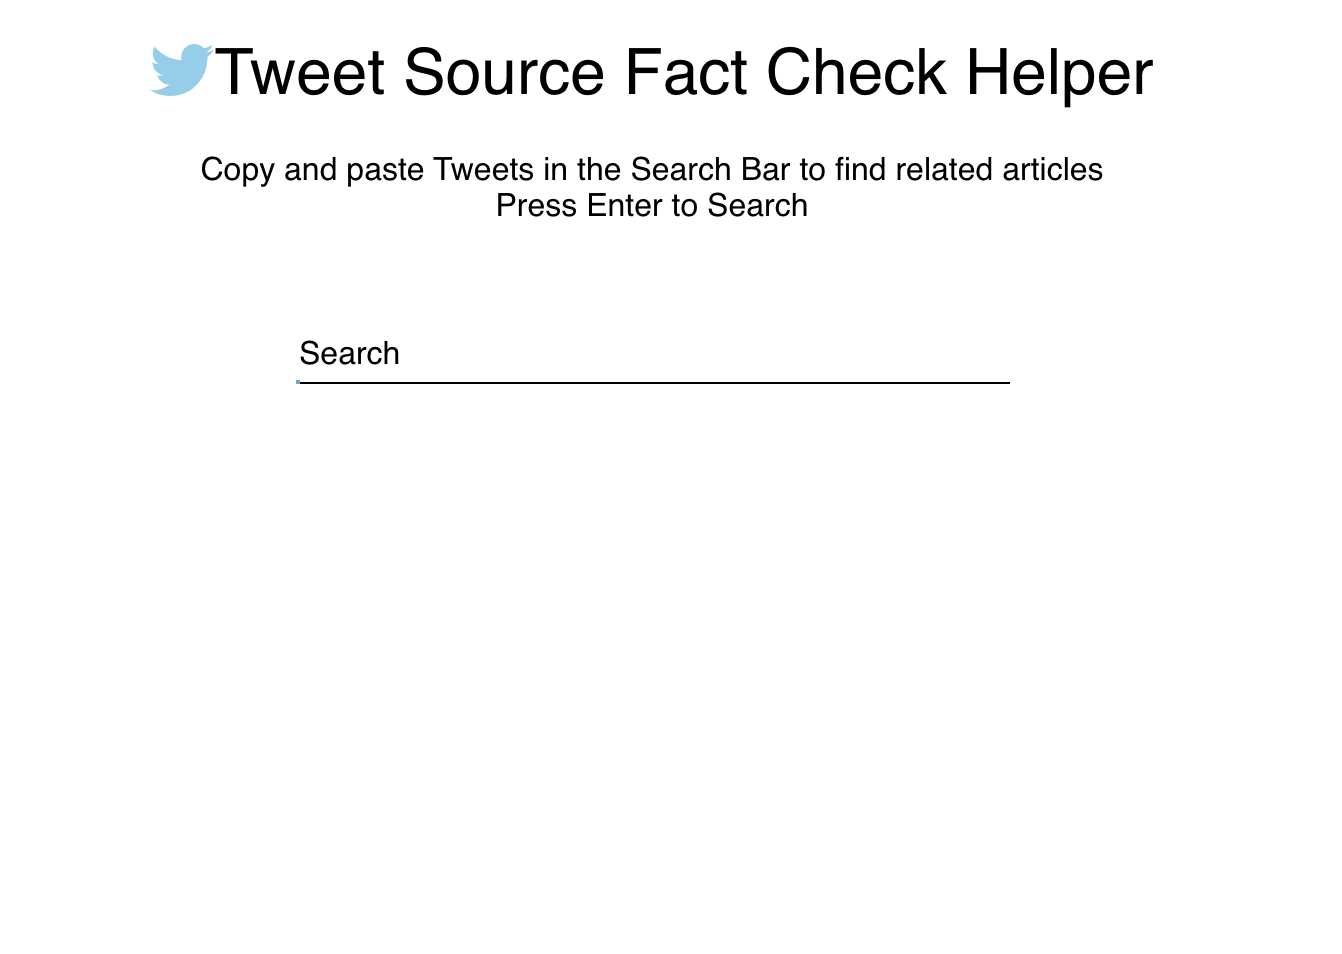 Tweet Source Fact Check Helper
Copy and paste Tweets in the Search Bar to find related articles
Press Enter to Search
Search